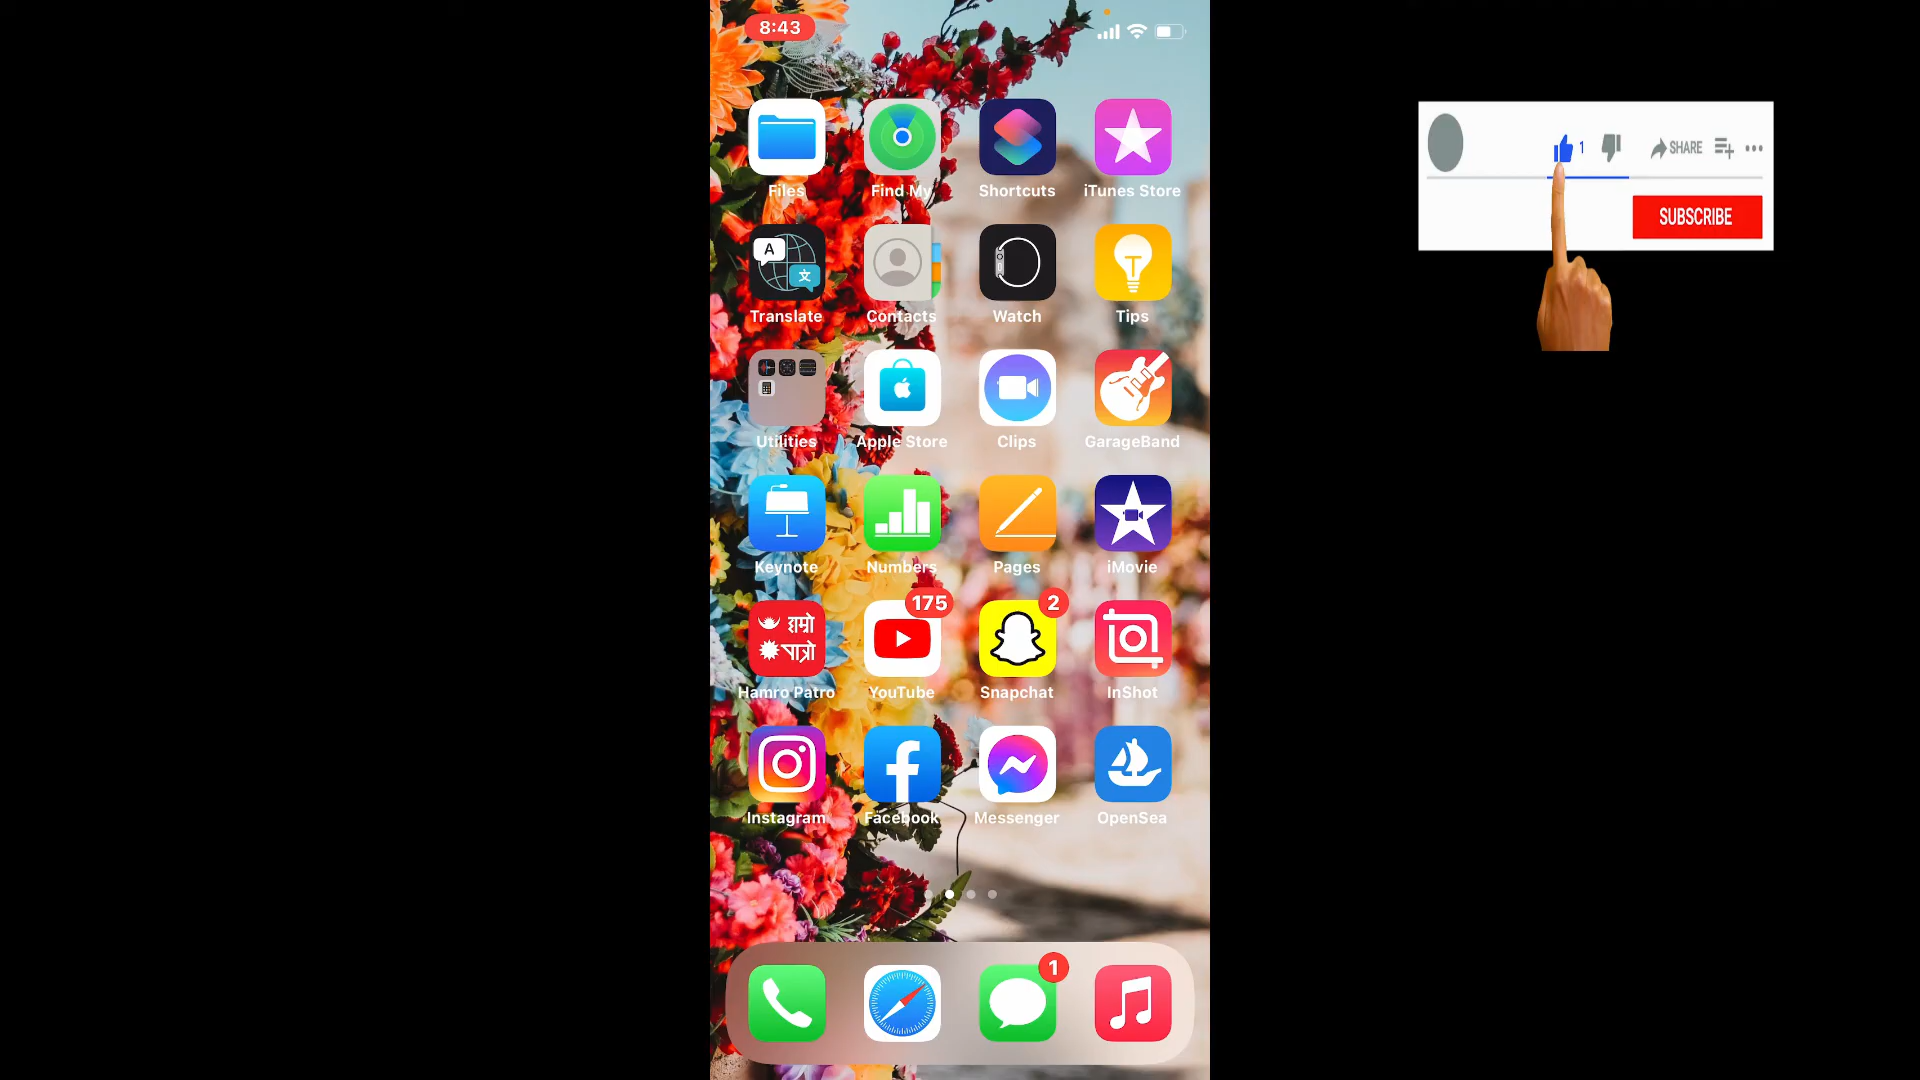 8:43
Files Find My Shortcuts iTunes Store
A 文
Translate Contacts Watch Tips
Utilities Apple Store Clips GarageBand
Keynote Numbers Pages iMovie
175 2
हाम्रो
पात्रो
Hamro Patro YouTube Snapchat InShot
Instagram Facebook Messenger OpenSea
1
1 SHARE
SUBSCRIBE